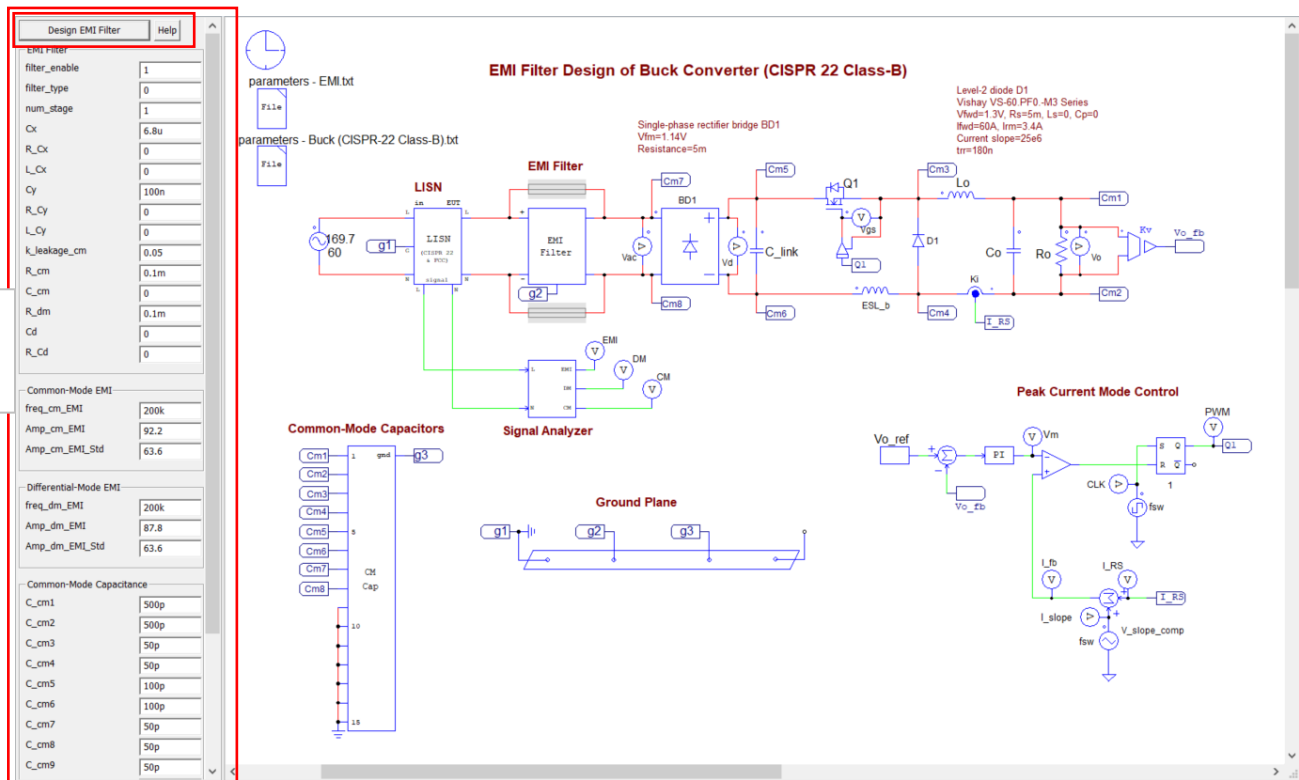 Design EMI Filter
Help
EMI Filter
filter_enable 1
filter_type 0
num_stage 1
Cx 6.8u
R_Cx 0
L_Cx 0
Cy 100n
R_Cy 0
L_Cy 0
k_leakage_cm 0.05
R_cm 0.1m
C_cm 0
R_dm 0.1m
Cd 0
R_Cd 0
Common-Mode EMI
freq_cm_EMI 200k
Amp_cm_EMI 92.2
Amp_cm_EMI_Std 63.6
Differential-Mode EMI
freq_dm_EMI 200k
Amp_dm_EMI 87.8
Amp_dm_EMI_Std 63.6
Common-Mode Capacitance
C_cm1 500p
C_cm2 500p
C_cm3 50p
C_cm4 50p
C_cm5 100p
C_cm6 100p
C_cm7 50p
C_cm8 50p
C_cm9 50p
parameters - EMI.txt
File
parameters - Buck (CISPR-22 Class-B).txt
File
EMI Filter Design of Buck Converter (CISPR 22 Class-B)
Single-phase rectifier bridge BD1
Vfm=1.14V
Resistance=5m
Level-2 diode D1
Vishay VS-60.PF0.-M3 Series
Vfwd=1.3V, Rs=5m, Ls=0, Cp=0
Ifwd=60A, Irm=3.4A
Current slope=25e6
trr=180n
169.7
60
g1
LISN
in EUT
L L
LISN
(CISPR 22
& FCC)
G
N N
signal
L N
EMI Filter
+
EMI
Filter
-
g2
Cm7
Vac
Cm8
BD1
+
-
Vd
Cm5
C_link
Cm6
Q1
V
Vgs
Q1
ESL_b
Cm3
D1
Cm4
Lo
Ki
I_RS
Co
Ro
V
Vo
Cm1
Cm2
Kv
Vo_fb
L EMI
DM
N CM
V EMI
V DM
V CM
Signal Analyzer
Common-Mode Capacitors
Cm1 1 gnd g3
Cm2
Cm3
Cm4
Cm5 5
Cm6
Cm7 CM
Cm8 Cap
10
15
Ground Plane
g1 g2 g3
Peak Current Mode Control
Vo_ref
Vo_fb
PI
V Vm
CLK
fsw
S Q
R Q
1
PWM
V
Q1
I_fb
V
I_RS
V
I_RS
I_slope
fsw
V_slope_comp